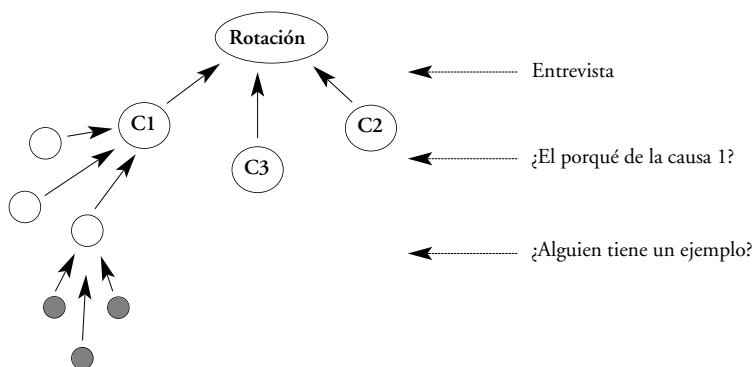 Rotación
Entrevista
C1
C2
C3
¿El porqué de la causa 1?
¿Alguien tiene un ejemplo?